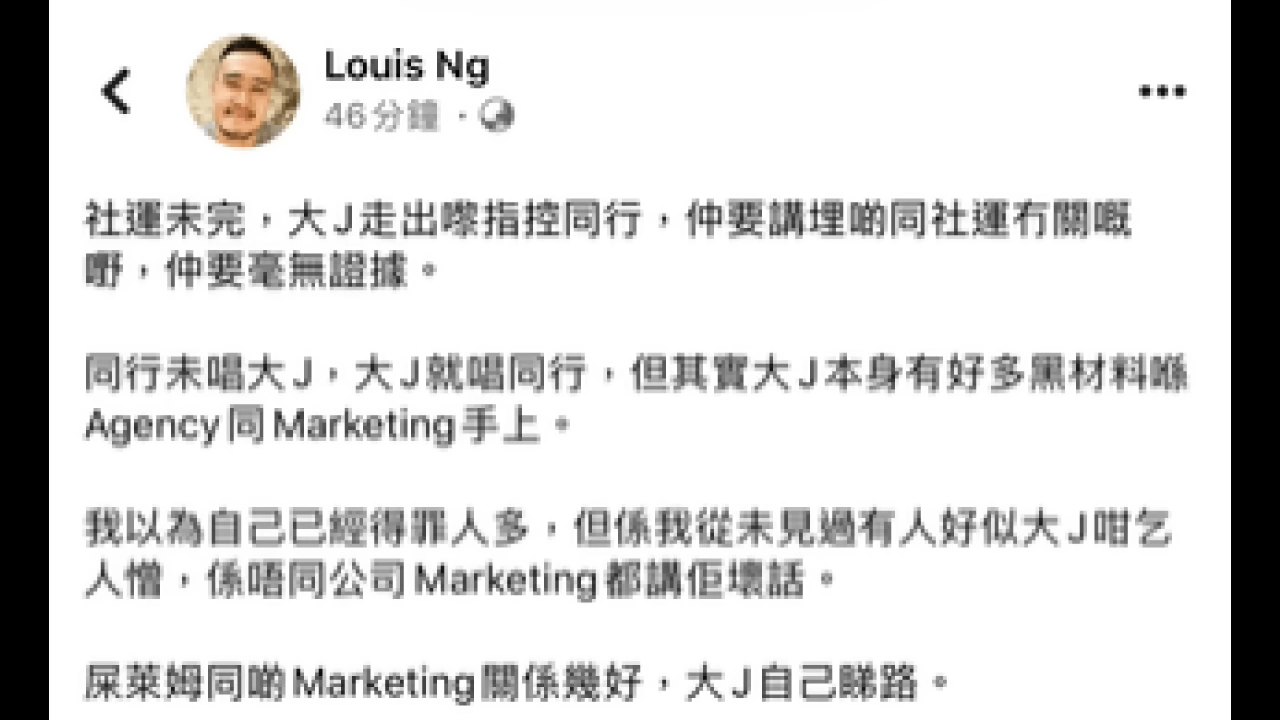 Louis Ng
46分鐘 ·
社運未完，大J走出嚟指控同行，仲要講埋啲同社運冇關嘅
嘢，仲要毫無證據。
同行未唱大J，大J就唱同行，但其實大J本身有好多黑材料喺
Agency同Marketing手上。
我以為自己已經得罪人多，但係我從未見過有人好似大J咁乞
人憎，係唔同公司Marketing都講佢壞話。
屎萊姆同啲Marketing關係幾好，大J自己睇路。